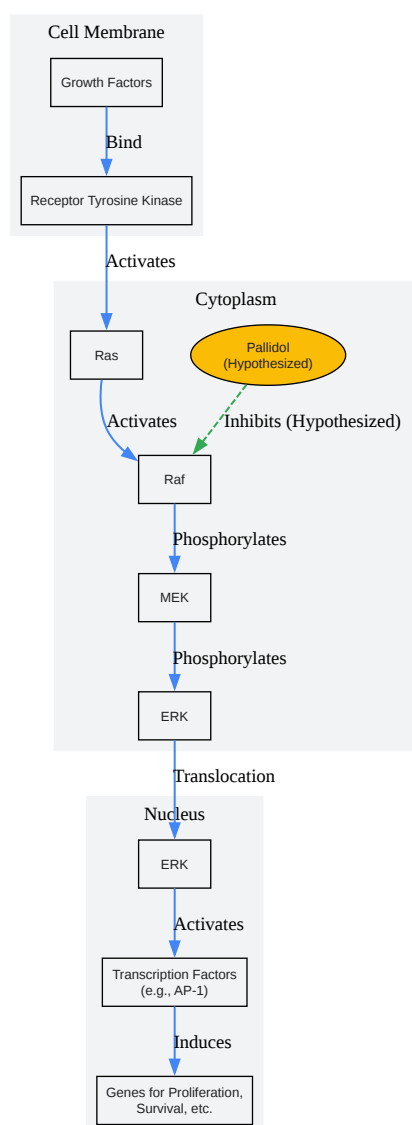 Cell Membrane
Growth Factors
Bind
Receptor Tyrosine Kinase
Activates
Cytoplasm
Ras
Pallidol
(Hypothesized)
Activates
Inhibits (Hypothesized)
Raf
Phosphorylates
MEK
Phosphorylates
ERK
Translocation
Nucleus
ERK
Activates
Transcription Factors
(e.g., AP-1)
Induces
Genes for Proliferation,
Survival, etc.